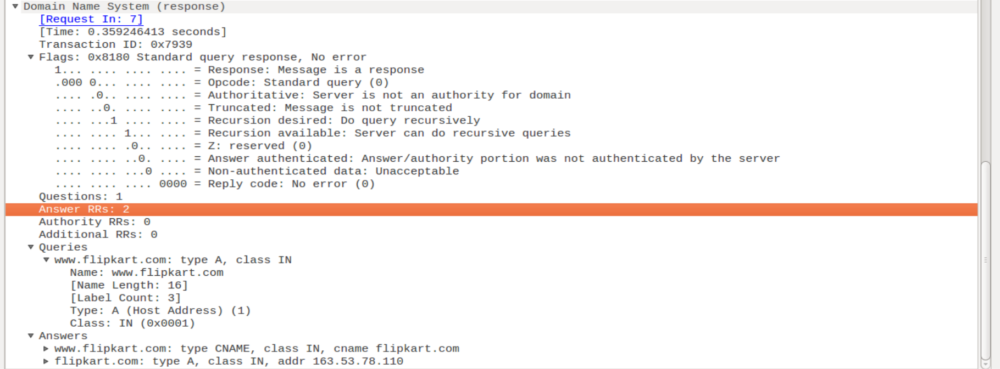 Domain Name System (response)
[Request In: 7]
[Time: 0.359246413 seconds]
Transaction ID: 0x7939
Flags: 0x8180 Standard query response, No error
1... .... .... .... = Response: Message is a response
.000 0... .... .... = Opcode: Standard query (0)
.... .0.. .... .... = Authoritative: Server is not an authority for domain
.... ..0. .... .... = Truncated: Message is not truncated
.... ...1 .... .... = Recursion desired: Do query recursively
.... .... 1... .... = Recursion available: Server can do recursive queries
.... .... .0.. .... = Z: reserved (0)
.... .... ..0. .... = Answer authenticated: Answer/authority portion was not authenticated by the server
.... .... ...0 .... = Non-authenticated data: Unacceptable
.... .... .... 0000 = Reply code: No error (0)
Questions: 1
Answer RRs: 2
Authority RRs: 0
Additional RRs: 0
Queries
www.flipkart.com: type A, class IN
Name: www.flipkart.com
[Name Length: 16]
[Label Count: 3]
Type: A (Host Address) (1)
Class: IN (0x0001)
Answers
www.flipkart.com: type CNAME, class IN, cname flipkart.com
flipkart.com: type A, class IN, addr 163.53.78.110